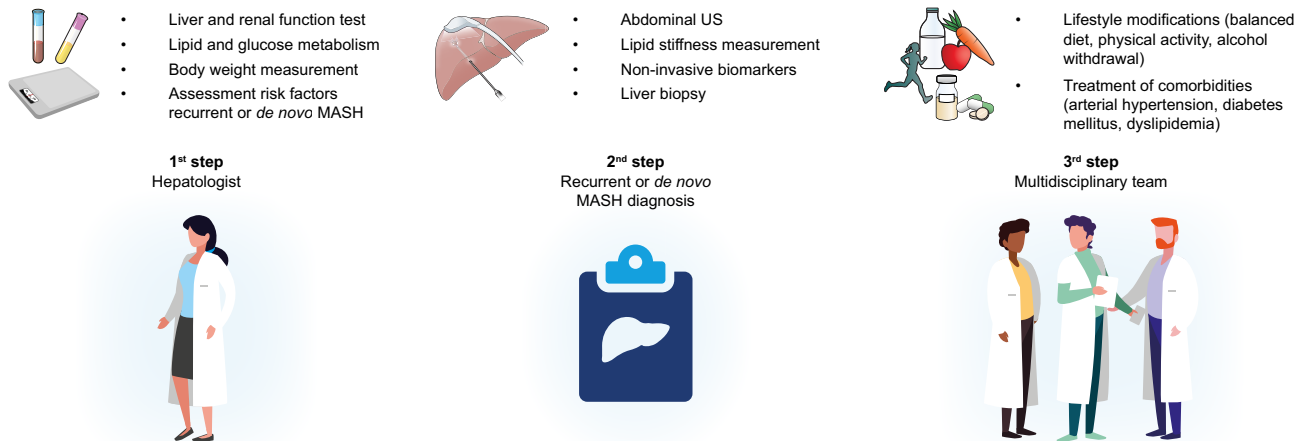 • Liver and renal function test
• Lipid and glucose metabolism
• Body weight measurement
• Assessment risk factors
recurrent or de novo MASH
1st step
Hepatologist
• Abdominal US
• Lipid stiffness measurement
• Non-invasive biomarkers
• Liver biopsy
2nd step
Recurrent or de novo
MASH diagnosis
• Lifestyle modifications (balanced
diet, physical activity, alcohol
withdrawal)
• Treatment of comorbidities
(arterial hypertension, diabetes
mellitus, dyslipidemia)
3rd step
Multidisciplinary team